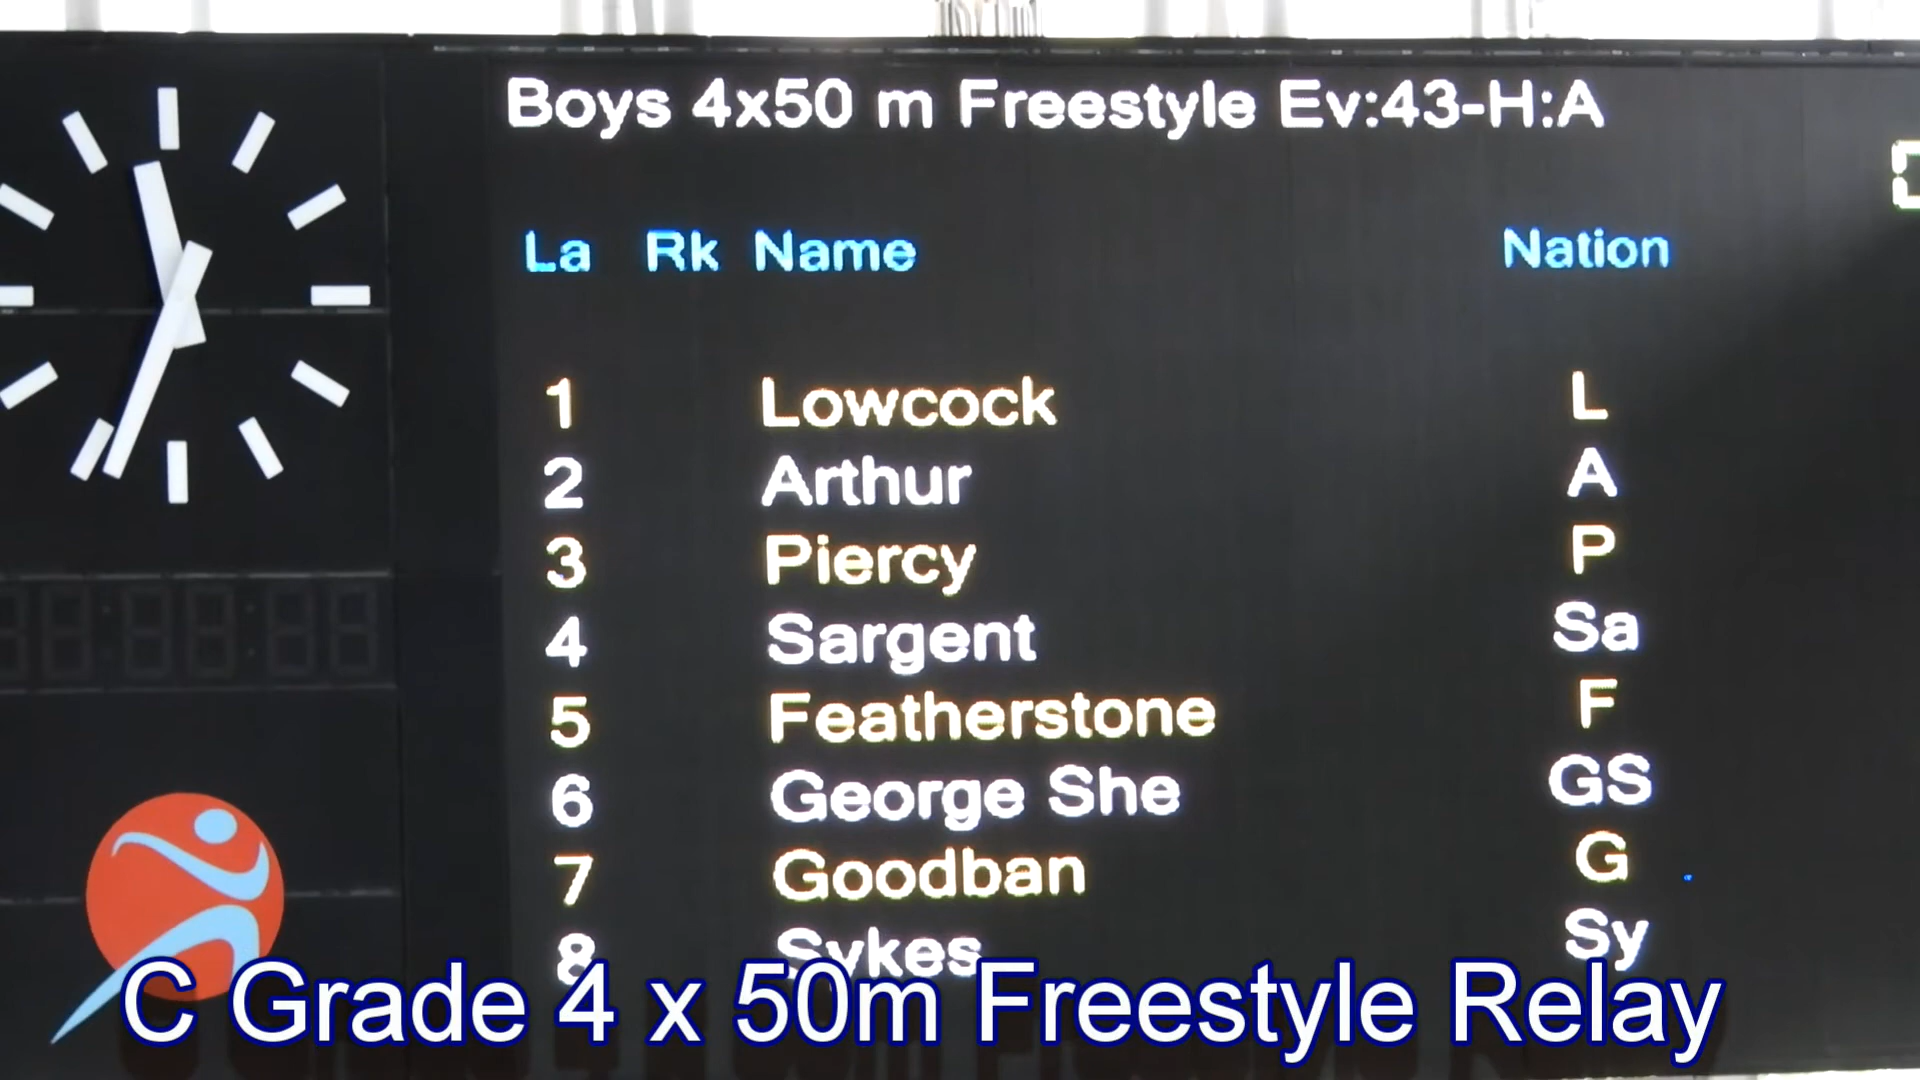 Boys 4x50 m Freestyle Ev:43-H:A
La Rk Name Nation
1 Lowcock L
2 Arthur A
3 Piercy P
4 Sargent Sa
5 Featherstone F
6 George She GS
7 Goodban G
8 Sykes Sy
C Grade 4 x 50m Freestyle Relay